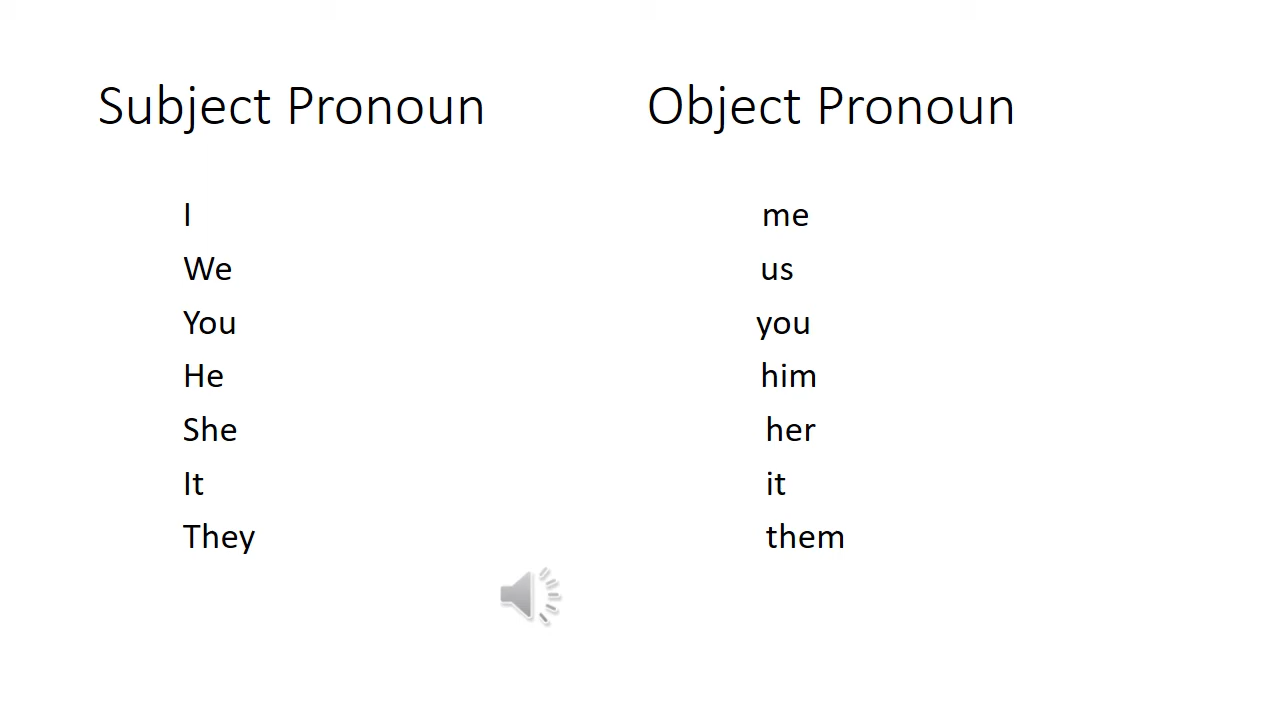 Subject Pronoun Object Pronoun
I me
We us
You you
He him
She her
It it
They them